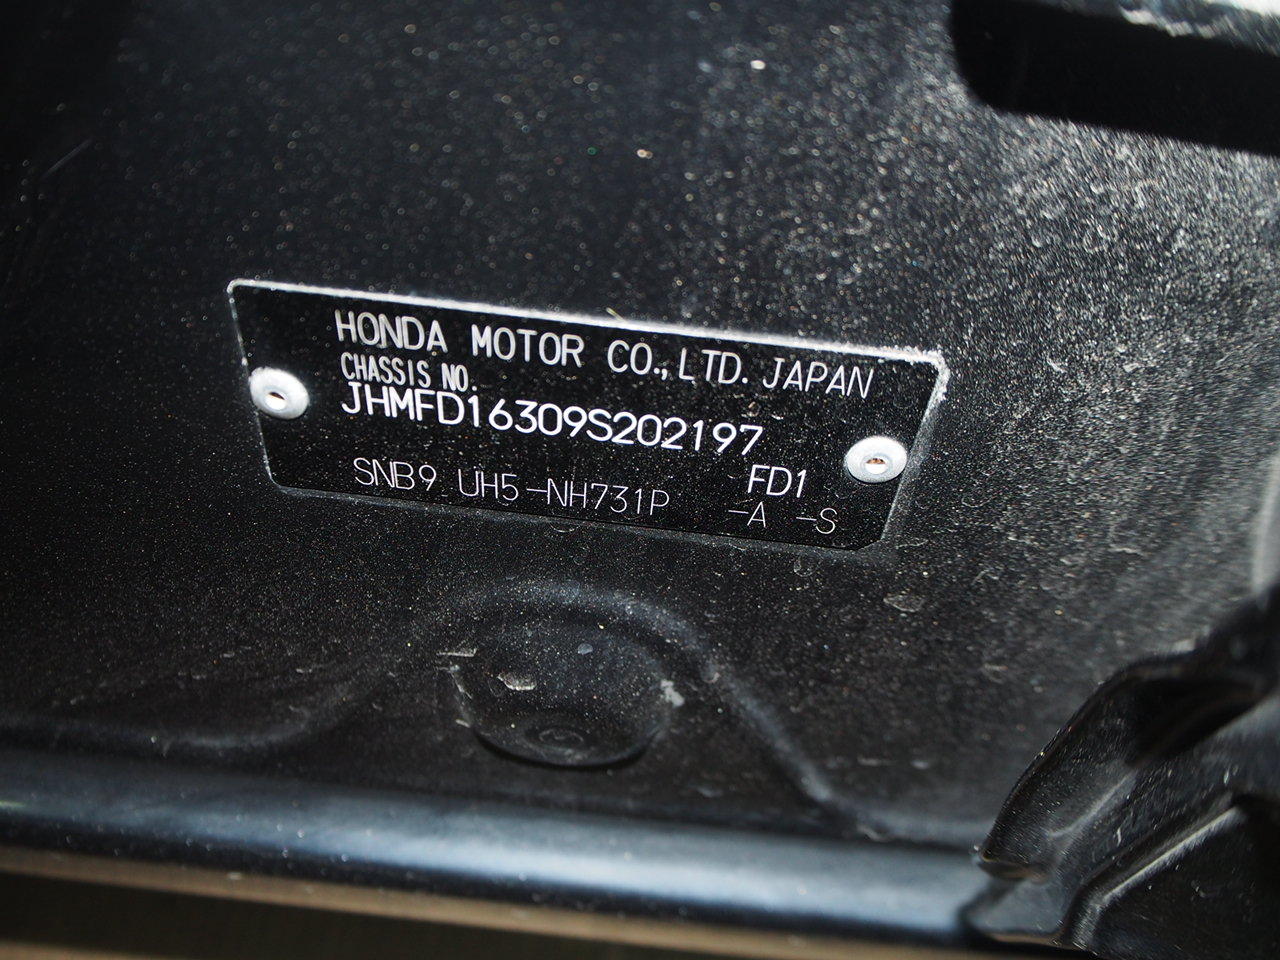 HONDA MOTOR CO., LTD. JAPAN
CHASSIS NO.
JHMFD16309S202197
SNB9 UH5-NH731P FD1
-A -S